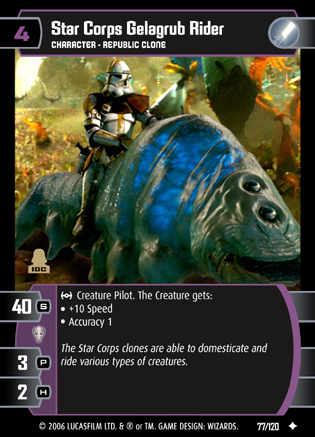 4
Star Corps Gelagrub Rider
CHARACTER • REPUBLIC CLONE
IDC
40 S
3 P
2 H
Creature Pilot. The Creature gets:
• +10 Speed
• Accuracy 1
The Star Corps clones are able to domesticate and
ride various types of creatures.
© 2006 LUCASFILM LTD. & ® or TM. GAME DESIGN: WIZARDS. 77/120